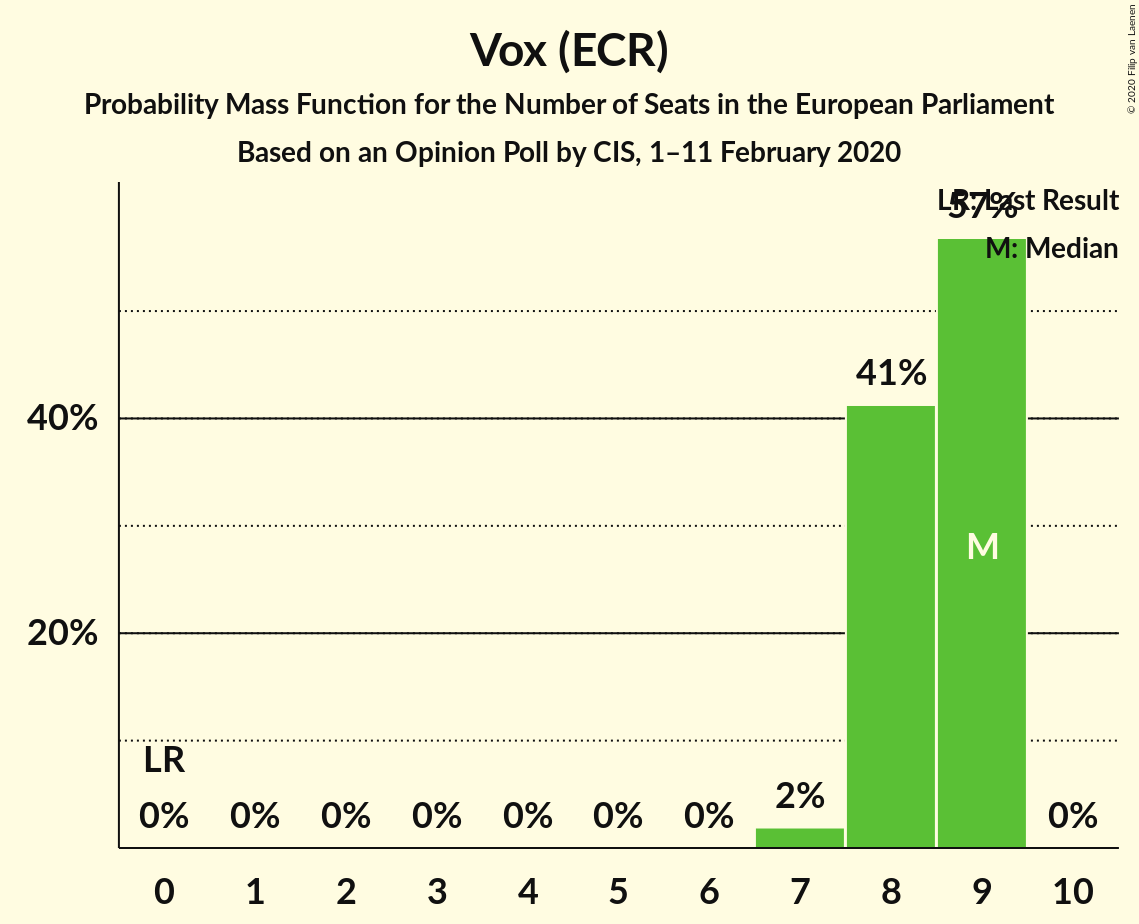 Vox (ECR)
Probability Mass Function for the Number of Seats in the European Parliament
Based on an Opinion Poll by CIS, 1–11 February 2020
© 2020 Filip van Laenen
LR: Last Result
M: Median
57%
41%
40%
M
20%
LR
2%
0% 0% 0% 0% 0% 0% 0% 0%
0 1 2 3 4 5 6 7 8 9 10